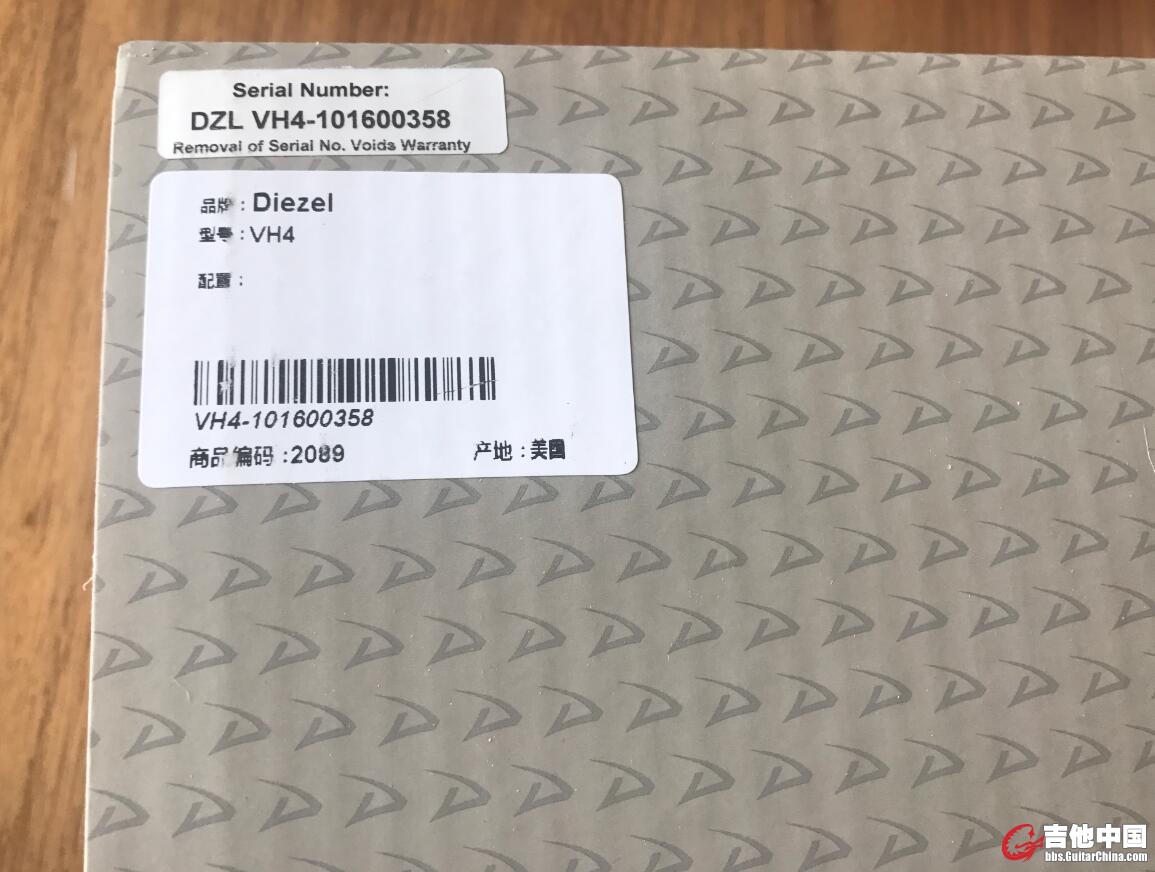 Serial Number:
DZL VH4-101600358
Removal of Serial No. Voids Warranty
品牌：Diezel
型号：VH4
配置：
VH4-101600358
商品编码：2089
产地：美国
吉他中国
bbs.GuitarChina.com